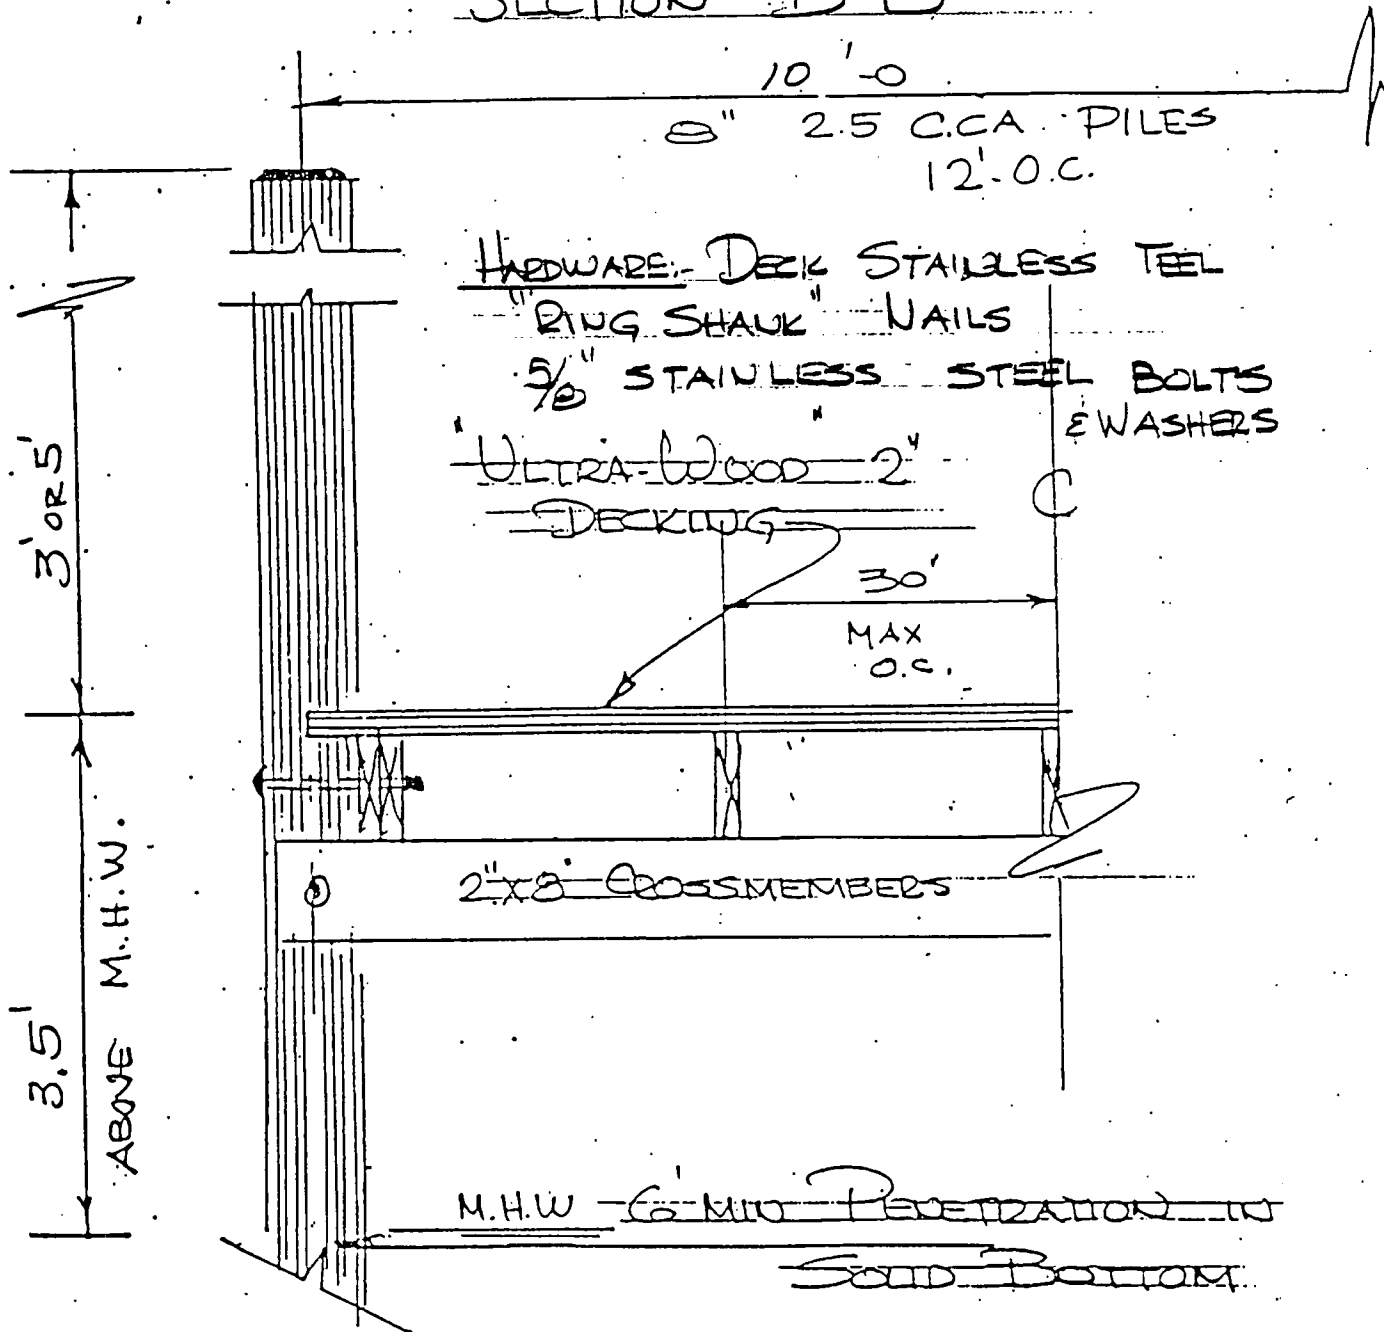 SECTION B-B
10'-0
8" 2.5 C.C.A. PILES
12'-O.C.
HARDWARE:- DECK STAINLESS TEEL
"RING SHANK" NAILS
5/8" STAINLESS STEEL BOLTS
& WASHERS
"ULTRA-WOOD" 2"
DECKING
C
30'
MAX
O.C.
3' OR 5'
2"x8" CROSSMEMBERS
3.5'
ABOVE M.H.W.
M.H.W 6' MIN PENETRATION IN
SOLID BOTTOM